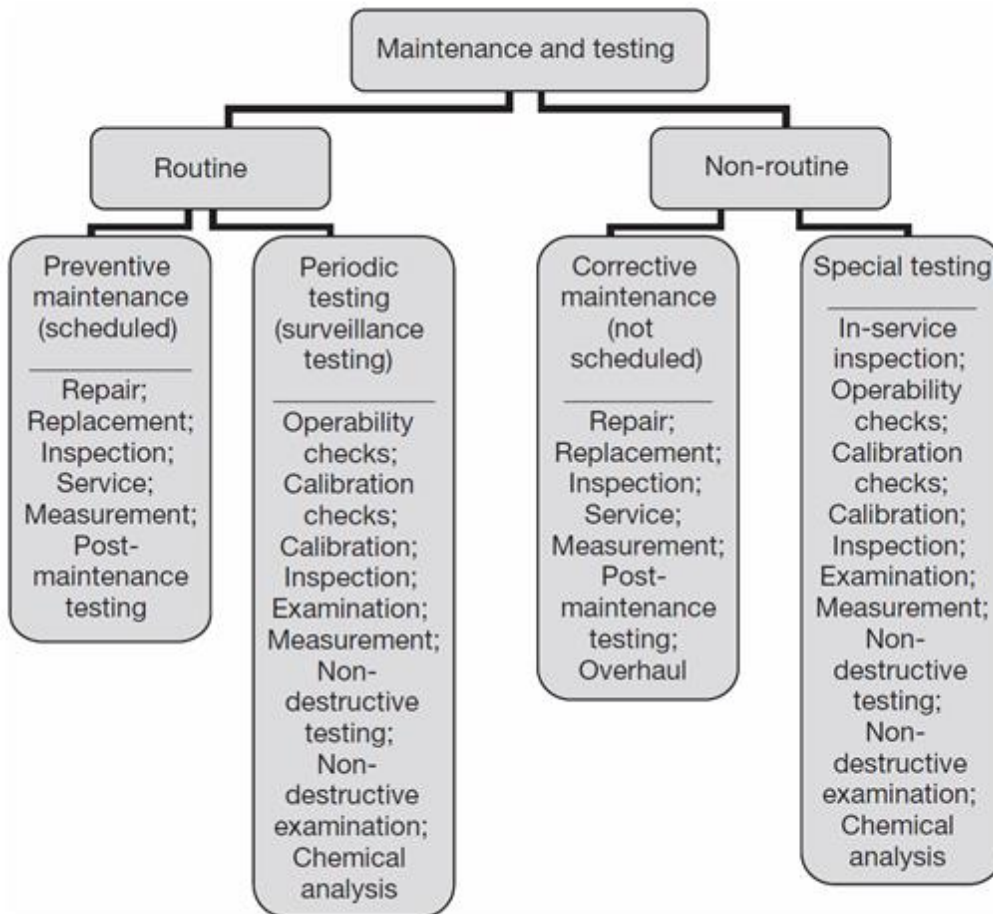 Maintenance and testing
Routine
Non-routine
Preventive
maintenance
(scheduled)
Repair;
Replacement;
Inspection;
Service;
Measurement;
Post-
maintenance
testing
Periodic
testing
(surveillance
testing)
Operability
checks;
Calibration
checks;
Calibration;
Inspection;
Examination;
Measurement;
Non-
destructive
testing;
Non-
destructive
examination;
Chemical
analysis
Corrective
maintenance
(not
scheduled)
Repair;
Replacement;
Inspection;
Service;
Measurement;
Post-
maintenance
testing;
Overhaul
Special testing
In-service
inspection;
Operability
checks;
Calibration
checks;
Calibration;
Inspection;
Examination;
Measurement;
Non-
destructive
testing;
Non-
destructive
examination;
Chemical
analysis